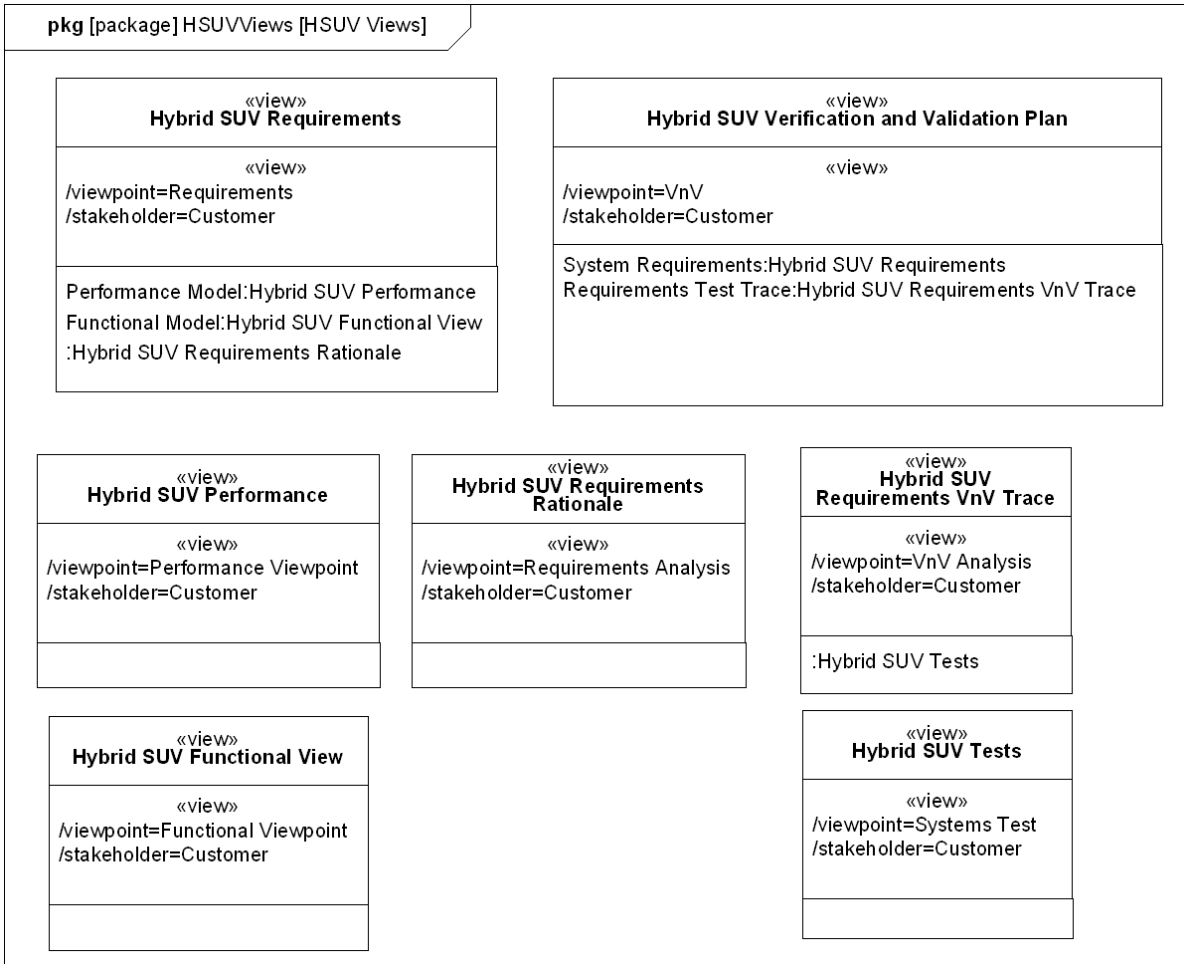 pkg [package] HSUVViews [HSUV Views]
«view»
Hybrid SUV Requirements
«view»
/viewpoint=Requirements
/stakeholder=Customer
Performance Model:Hybrid SUV Performance
Functional Model:Hybrid SUV Functional View
:Hybrid SUV Requirements Rationale
«view»
Hybrid SUV Verification and Validation Plan
«view»
/viewpoint=VnV
/stakeholder=Customer
System Requirements:Hybrid SUV Requirements
Requirements Test Trace:Hybrid SUV Requirements VnV Trace
«view»
Hybrid SUV Performance
«view»
/viewpoint=Performance Viewpoint
/stakeholder=Customer
«view»
Hybrid SUV Requirements
Rationale
«view»
/viewpoint=Requirements Analysis
/stakeholder=Customer
«view»
Hybrid SUV
Requirements VnV Trace
«view»
/viewpoint=VnV Analysis
/stakeholder=Customer
:Hybrid SUV Tests
«view»
Hybrid SUV Functional View
«view»
/viewpoint=Functional Viewpoint
/stakeholder=Customer
«view»
Hybrid SUV Tests
«view»
/viewpoint=Systems Test
/stakeholder=Customer